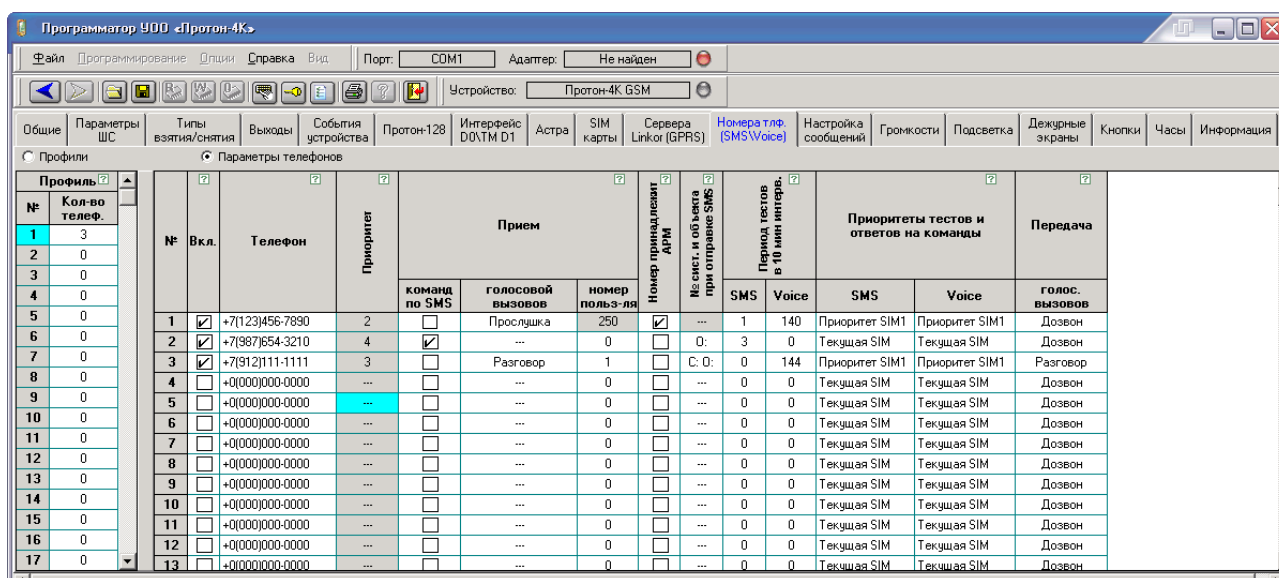 Программатор УОО «Протон-4К»
Файл Программирование Опции Справка Вид Порт: COM1 Адаптер: Не найден
Устройство: Протон-4К GSM
Общие Параметры ШС Типы взятия/снятия Выходы События устройства Протон-128 Интерфейс D0\TM D1 Астра SIM карты Сервера Linkor (GPRS) Номера тлф. (SMS\Voice) Настройка сообщений Громкости Подсветка Дежурные экраны Кнопки Часы Информация
Профили Параметры телефонов
Профиль
№ Кол-во телеф.
1 3
2 0
3 0
4 0
5 0
6 0
7 0
8 0
9 0
10 0
11 0
12 0
13 0
14 0
15 0
16 0
17 0
№ Вкл. Телефон Приоритет Прием Номер принадлежит АРМ № сист. и объекта при отправке SMS Период тестов в 10 мин интерв. Приоритеты тестов и ответов на команды Передача
команд по SMS голосовой вызовов номер польз-ля SMS Voice SMS Voice голос. вызовов
1 +7(123)456-7890 2 Прослушка 250 --- 1 140 Приоритет SIM1 Приоритет SIM1 Дозвон
2 +7(987)654-3210 4 --- 0 О: 3 0 Текущая SIM Текущая SIM Дозвон
3 +7(912)111-1111 3 Разговор 1 С: О: 0 144 Приоритет SIM1 Приоритет SIM1 Разговор
4 +0(000)000-0000 --- --- 0 --- 0 0 Текущая SIM Текущая SIM Дозвон
5 +0(000)000-0000 --- --- 0 --- 0 0 Текущая SIM Текущая SIM Дозвон
6 +0(000)000-0000 --- --- 0 --- 0 0 Текущая SIM Текущая SIM Дозвон
7 +0(000)000-0000 --- --- 0 --- 0 0 Текущая SIM Текущая SIM Дозвон
8 +0(000)000-0000 --- --- 0 --- 0 0 Текущая SIM Текущая SIM Дозвон
9 +0(000)000-0000 --- --- 0 --- 0 0 Текущая SIM Текущая SIM Дозвон
10 +0(000)000-0000 --- --- 0 --- 0 0 Текущая SIM Текущая SIM Дозвон
11 +0(000)000-0000 --- --- 0 --- 0 0 Текущая SIM Текущая SIM Дозвон
12 +0(000)000-0000 --- --- 0 --- 0 0 Текущая SIM Текущая SIM Дозвон
13 +0(000)000-0000 --- --- 0 --- 0 0 Текущая SIM Текущая SIM Дозвон